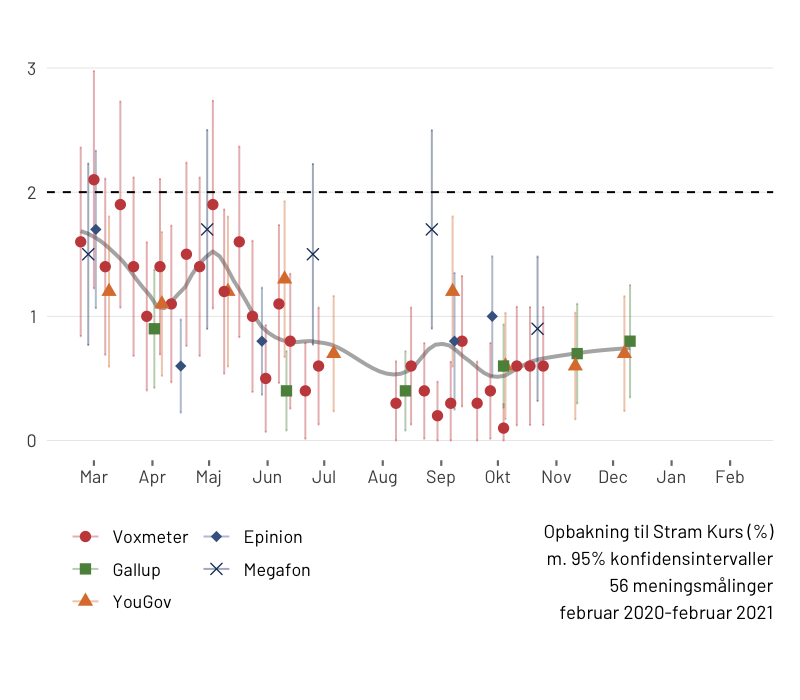 3
2
1
0
Mar Apr Maj Jun Jul Aug Sep Okt Nov Dec Jan Feb
Voxmeter Epinion
Gallup Megafon
YouGov
Opbakning til Stram Kurs (%)
m. 95% konfidensintervaller
56 meningsmålinger
februar 2020-februar 2021